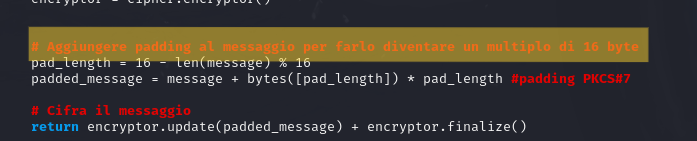 encryptor = cipher.encryptor()
# Aggiungere padding al messaggio per farlo diventare un multiplo di 16 byte
pad_length = 16 - len(message) % 16
padded_message = message + bytes([pad_length]) * pad_length #padding PKCS#7
# Cifra il messaggio
return encryptor.update(padded_message) + encryptor.finalize()